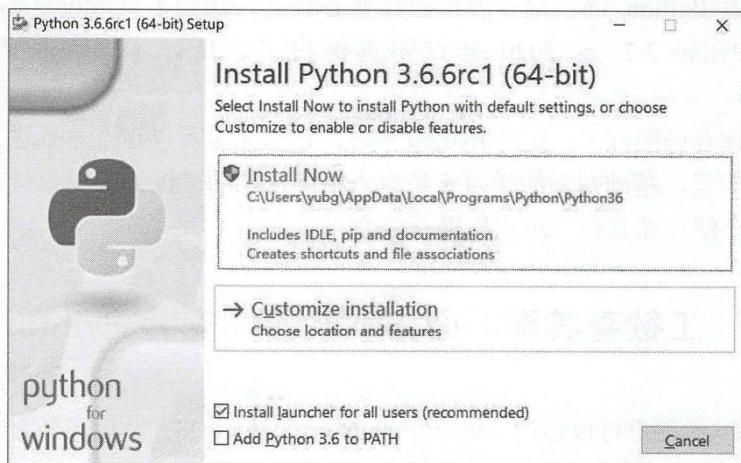 Python 3.6.6rc1 (64-bit) Setup
Install Python 3.6.6rc1 (64-bit)
Select Install Now to install Python with default settings, or choose
Customize to enable or disable features.
Install Now
C:\Users\yubg\AppData\Local\Programs\Python\Python36
Includes IDLE, pip and documentation
Creates shortcuts and file associations
→ Customize installation
Choose location and features
python
for
windows
Install launcher for all users (recommended)
Add Python 3.6 to PATH
Cancel